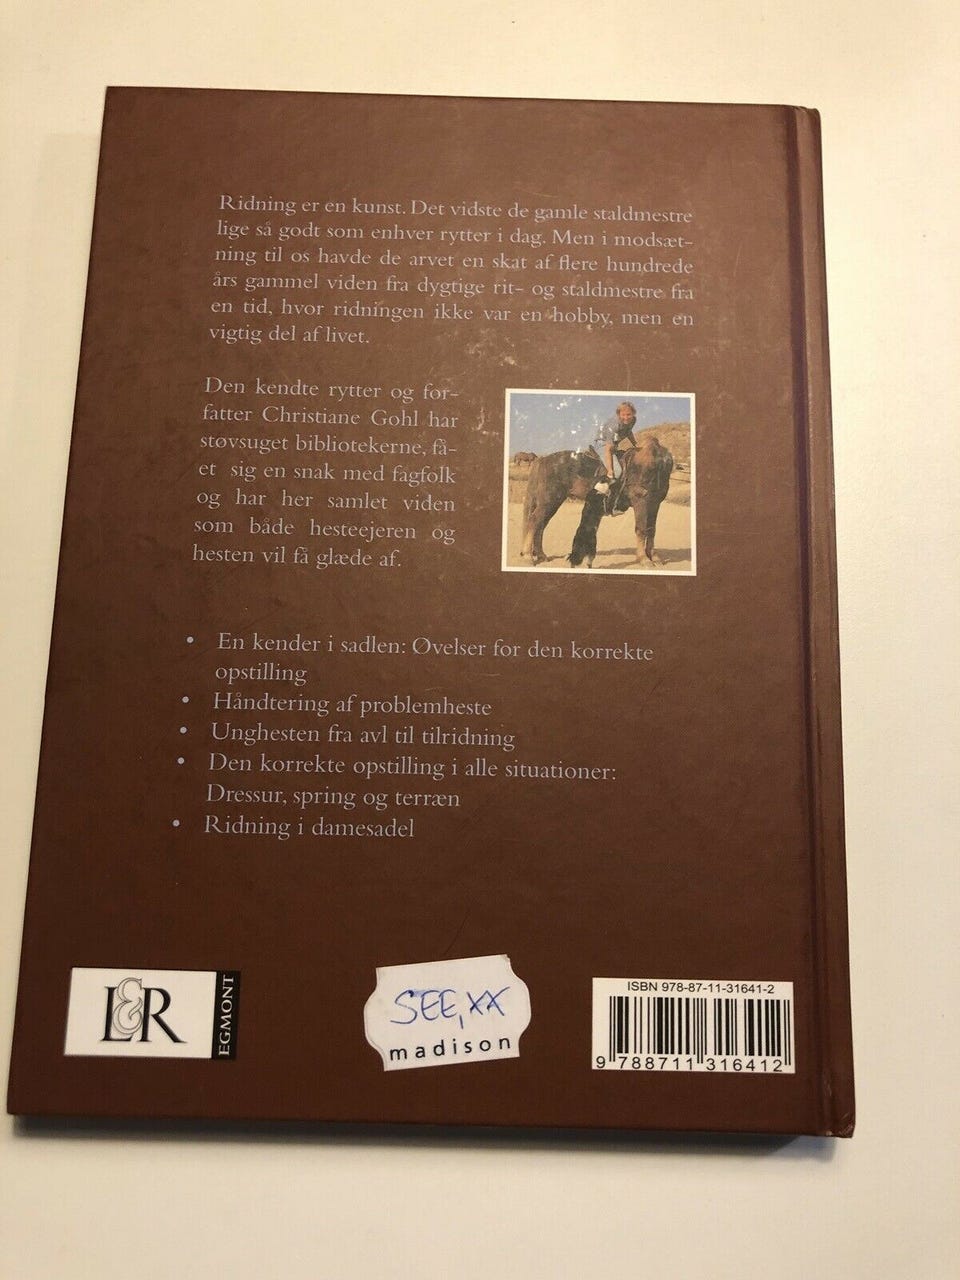 Ridning er en kunst. Det vidste de gamle staldmestre
lige så godt som enhver rytter i dag. Men i modsæt-
ning til os havde de arvet en skat af flere hundrede
års gammel viden fra dygtige rit- og staldmestre fra
en tid, hvor ridningen ikke var en hobby, men en
vigtig del af livet.
Den kendte rytter og for-
fatter Christiane Gohl har
støvsuget bibliotekerne, få-
et sig en snak med fagfolk
og har her samlet viden
som både hesteejeren og
hesten vil få glæde af.
• En kender i sadlen: Øvelser for den korrekte
opstilling
• Håndtering af problemheste
• Unghesten fra avl til tilridning
• Den korrekte opstilling i alle situationer:
Dressur, spring og terræn
• Ridning i damesadel
L&R
EGMONT
SEE, XX
madison
ISBN 978-87-11-31641-2
9 788711 316412